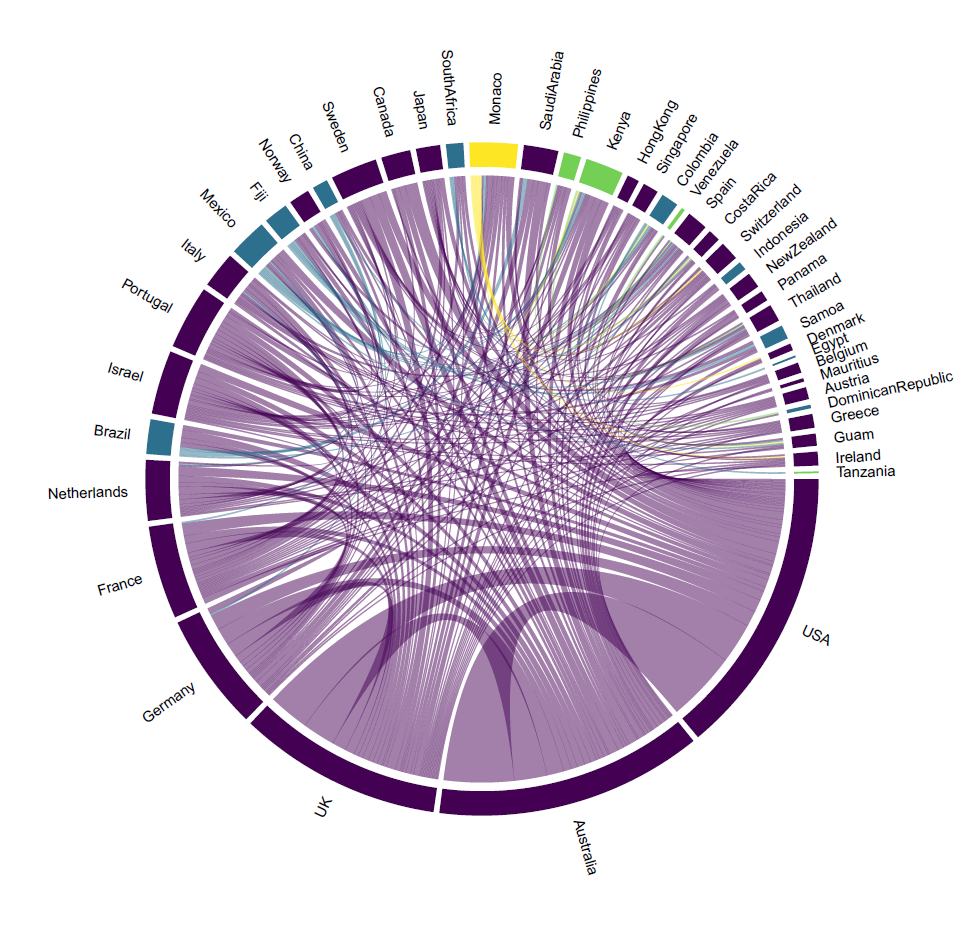 SouthAfrica
Monaco
SaudiArabia
Philippines
Kenya
HongKong
Singapore
Colombia
Venezuela
Spain
CostaRica
Switzerland
Indonesia
NewZealand
Panama
Thailand
Samoa
Denmark
Egypt
Belgium
Mauritius
Austria
DominicanRepublic
Greece
Guam
Ireland
Tanzania
USA
Australia
UK
Germany
France
Netherlands
Brazil
Israel
Portugal
Italy
Mexico
Fiji
Norway
China
Sweden
Canada
Japan